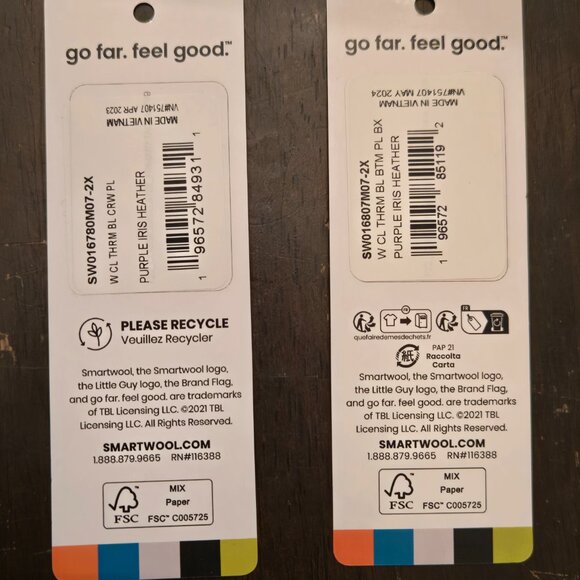 go far. feel good.™
MADE IN VIETNAM
VN#751407 APR 2023
SW016780M07-2X
W CL THRM BL CRW PL
PURPLE IRIS HEATHER
1 96572 84931 1
PLEASE RECYCLE
Veuillez Recycler
Smartwool, the Smartwool logo,
the Little Guy logo, the Brand Flag,
and go far. feel good. are trademarks
of TBL Licensing LLC. ©2021 TBL
Licensing LLC. All Rights Reserved.
SMARTWOOL.COM
1.888.879.9665 RN#116388
FSC
MIX
Paper
FSC™ C005725
go far. feel good.™
MADE IN VIETNAM
VN#751407 MAY 2024
SW016807M07-2X
W CL THRM BL BTM PL BX
PURPLE IRIS HEATHER
1 96572 85119 2
FR
quefairedemesdechets.fr
紙
PAP 21
Raccolta
Carta
Smartwool, the Smartwool logo,
the Little Guy logo, the Brand Flag,
and go far. feel good. are trademarks
of TBL Licensing LLC. ©2021 TBL
Licensing LLC. All Rights Reserved.
SMARTWOOL.COM
1.888.879.9665 RN#116388
FSC
MIX
Paper
FSC™ C005725